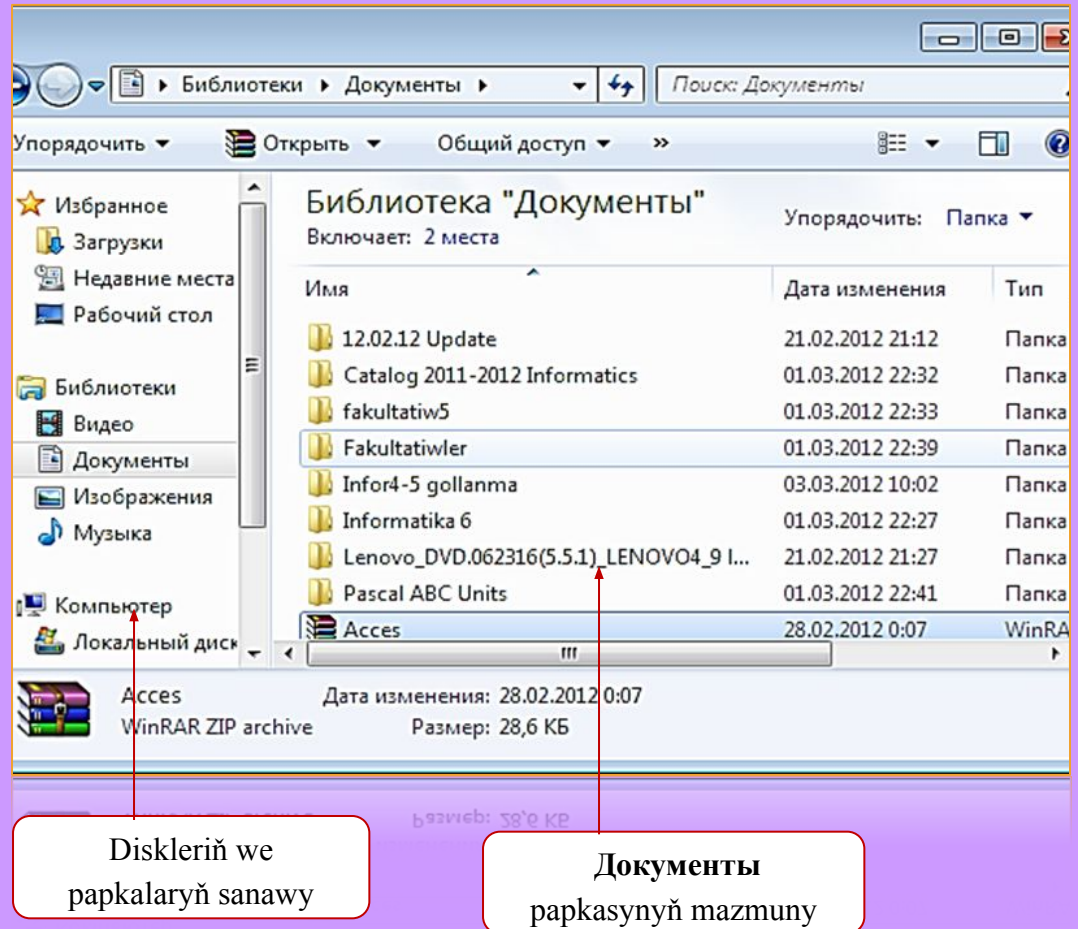 Библиотеки Документы Поиск: Документы
Упорядочить Открыть Общий доступ »
Избранное
Загрузки
Недавние места
Рабочий стол
Библиотеки
Видео
Документы
Изображения
Музыка
Компьютер
Локальный диск
Библиотека "Документы"
Включает: 2 места
Упорядочить: Папка
Имя Дата изменения Тип
12.02.12 Update 21.02.2012 21:12 Папка
Catalog 2011-2012 Informatics 01.03.2012 22:32 Папка
fakultatiw5 01.03.2012 22:33 Папка
Fakultatiwler 01.03.2012 22:39 Папка
Infor4-5 gollanma 03.03.2012 10:02 Папка
Informatika 6 01.03.2012 22:27 Папка
Lenovo_DVD.062316(5.5.1)_LENOVO4_9 I... 21.02.2012 21:27 Папка
Pascal ABC Units 01.03.2012 22:41 Папка
Acces 28.02.2012 0:07 WinRA
Acces Дата изменения: 28.02.2012 0:07
WinRAR ZIP archive Размер: 28,6 КБ
Diskleriň we
papkalaryň sanawy
Документы
papkasynyň mazmuny